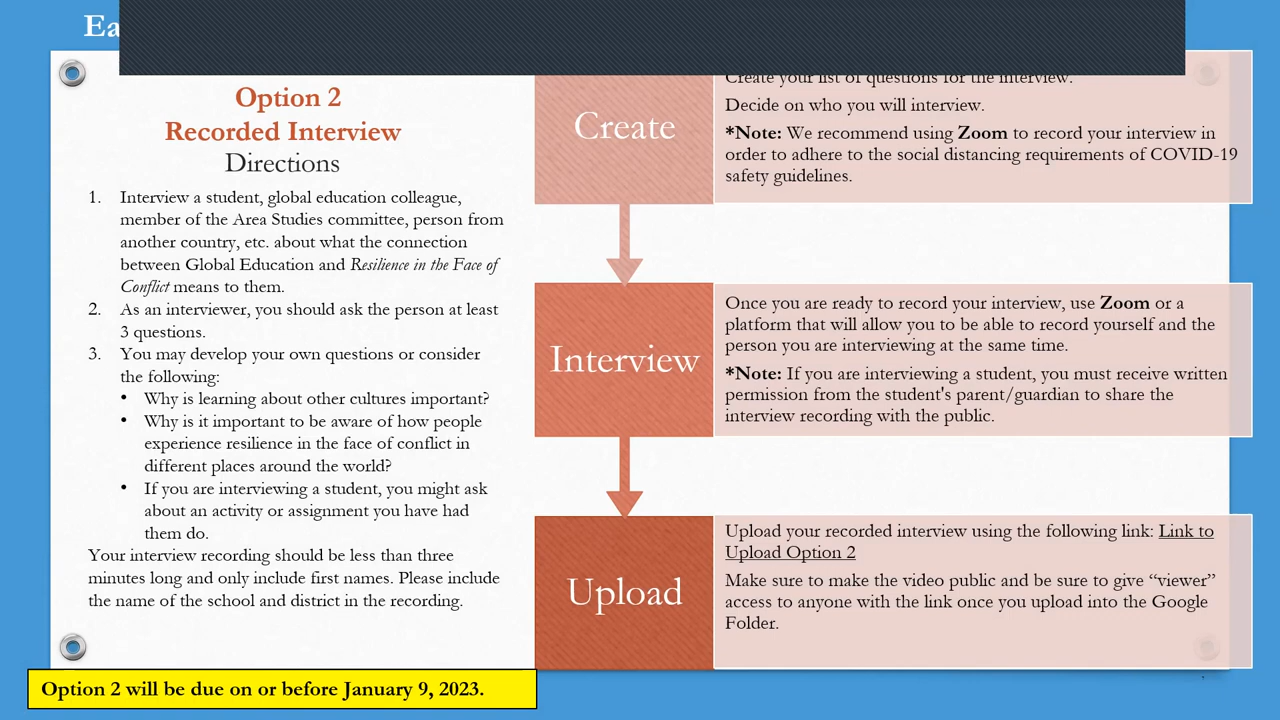 Option 2
Recorded Interview
Directions
1. Interview a student, global education colleague,
member of the Area Studies committee, person from
another country, etc. about what the connection
between Global Education and Resilience in the Face of
Conflict means to them.
2. As an interviewer, you should ask the person at least
3 questions.
3. You may develop your own questions or consider
the following:
• Why is learning about other cultures important?
• Why is it important to be aware of how people
experience resilience in the face of conflict in
different places around the world?
• If you are interviewing a student, you might ask
about an activity or assignment you have had
them do.
Your interview recording should be less than three
minutes long and only include first names. Please include
the name of the school and district in the recording.
Option 2 will be due on or before January 9, 2023.
Create
Create your list of questions for the interview.
Decide on who you will interview.
*Note: We recommend using Zoom to record your interview in
order to adhere to the social distancing requirements of COVID-19
safety guidelines.
Interview
Once you are ready to record your interview, use Zoom or a
platform that will allow you to be able to record yourself and the
person you are interviewing at the same time.
*Note: If you are interviewing a student, you must receive written
permission from the student's parent/guardian to share the
interview recording with the public.
Upload
Upload your recorded interview using the following link: Link to
Upload Option 2
Make sure to make the video public and be sure to give “viewer”
access to anyone with the link once you upload into the Google
Folder.